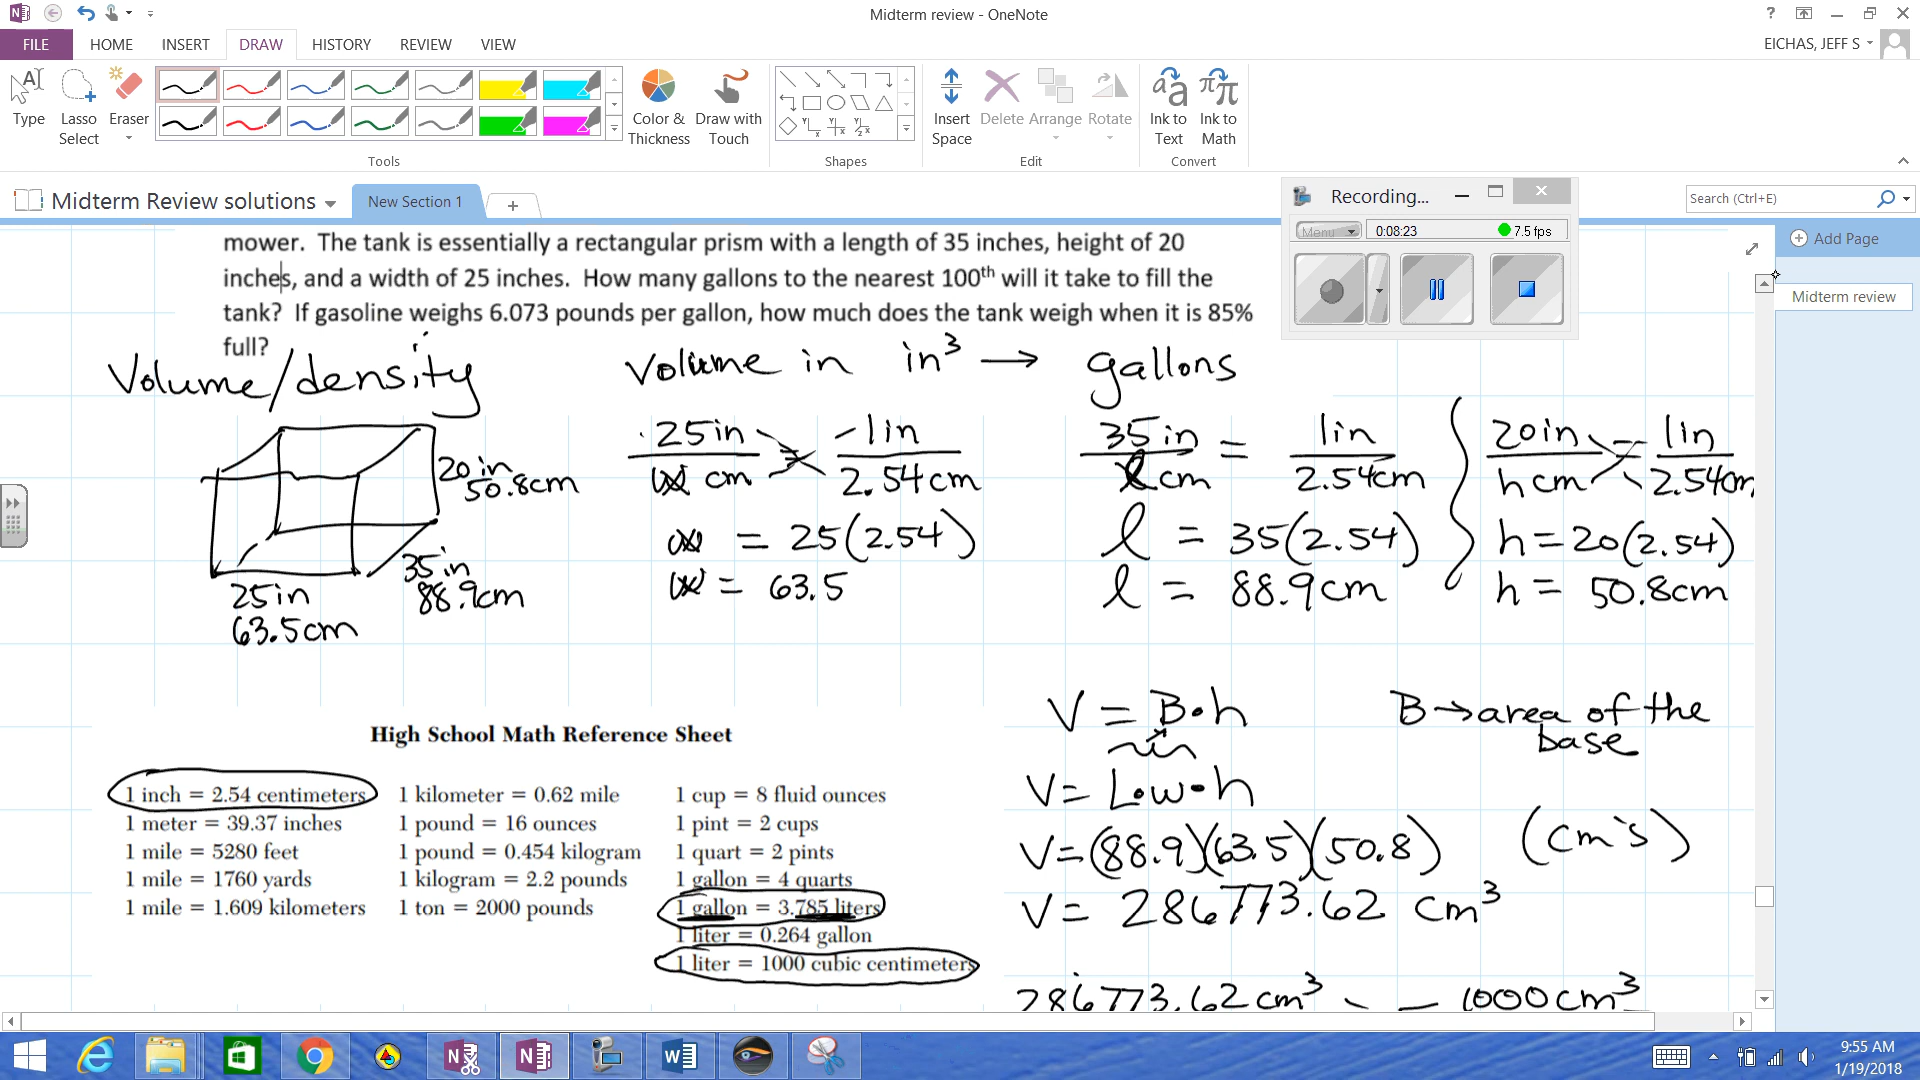 Midterm review - OneNote
FILE HOME INSERT DRAW HISTORY REVIEW VIEW
EICHAS, JEFF S
Type
Lasso Select
Eraser
Color & Thickness
Draw with Touch
Insert Space
Delete
Arrange
Rotate
Ink to Text
Ink to Math
Tools
Shapes
Edit
Convert
Midterm Review solutions
New Section 1
Recording...
Menu
0:08:23
7.5 fps
Search (Ctrl+E)
Add Page
Midterm review
mower. The tank is essentially a rectangular prism with a length of 35 inches, height of 20
inches, and a width of 25 inches. How many gallons to the nearest 100th will it take to fill the
tank? If gasoline weighs 6.073 pounds per gallon, how much does the tank weigh when it is 85%
full?
Volume/density
Volume in in³ → gallons
20in
50.8cm
35in
88.9cm
25in
63.5cm
25in = 1in
w cm 2.54cm
w = 25(2.54)
w = 63.5
35in = 1in
l cm 2.54cm
l = 35(2.54)
l = 88.9cm
20in = 1in
h cm 2.54cm
h = 20(2.54)
h = 50.8cm
High School Math Reference Sheet
1 inch = 2.54 centimeters
1 meter = 39.37 inches
1 mile = 5280 feet
1 mile = 1760 yards
1 mile = 1.609 kilometers
1 kilometer = 0.62 mile
1 pound = 16 ounces
1 pound = 0.454 kilogram
1 kilogram = 2.2 pounds
1 ton = 2000 pounds
1 cup = 8 fluid ounces
1 pint = 2 cups
1 quart = 2 pints
1 gallon = 4 quarts
1 gallon = 3.785 liters
1 liter = 0.264 gallon
1 liter = 1000 cubic centimeters
V = B·h
B → area of the
base
V = L·w·h
V = (88.9)(63.5)(50.8) (cm's)
V = 286773.62 cm³
286773.62 cm³ 1000cm³
9:55 AM
1/19/2018